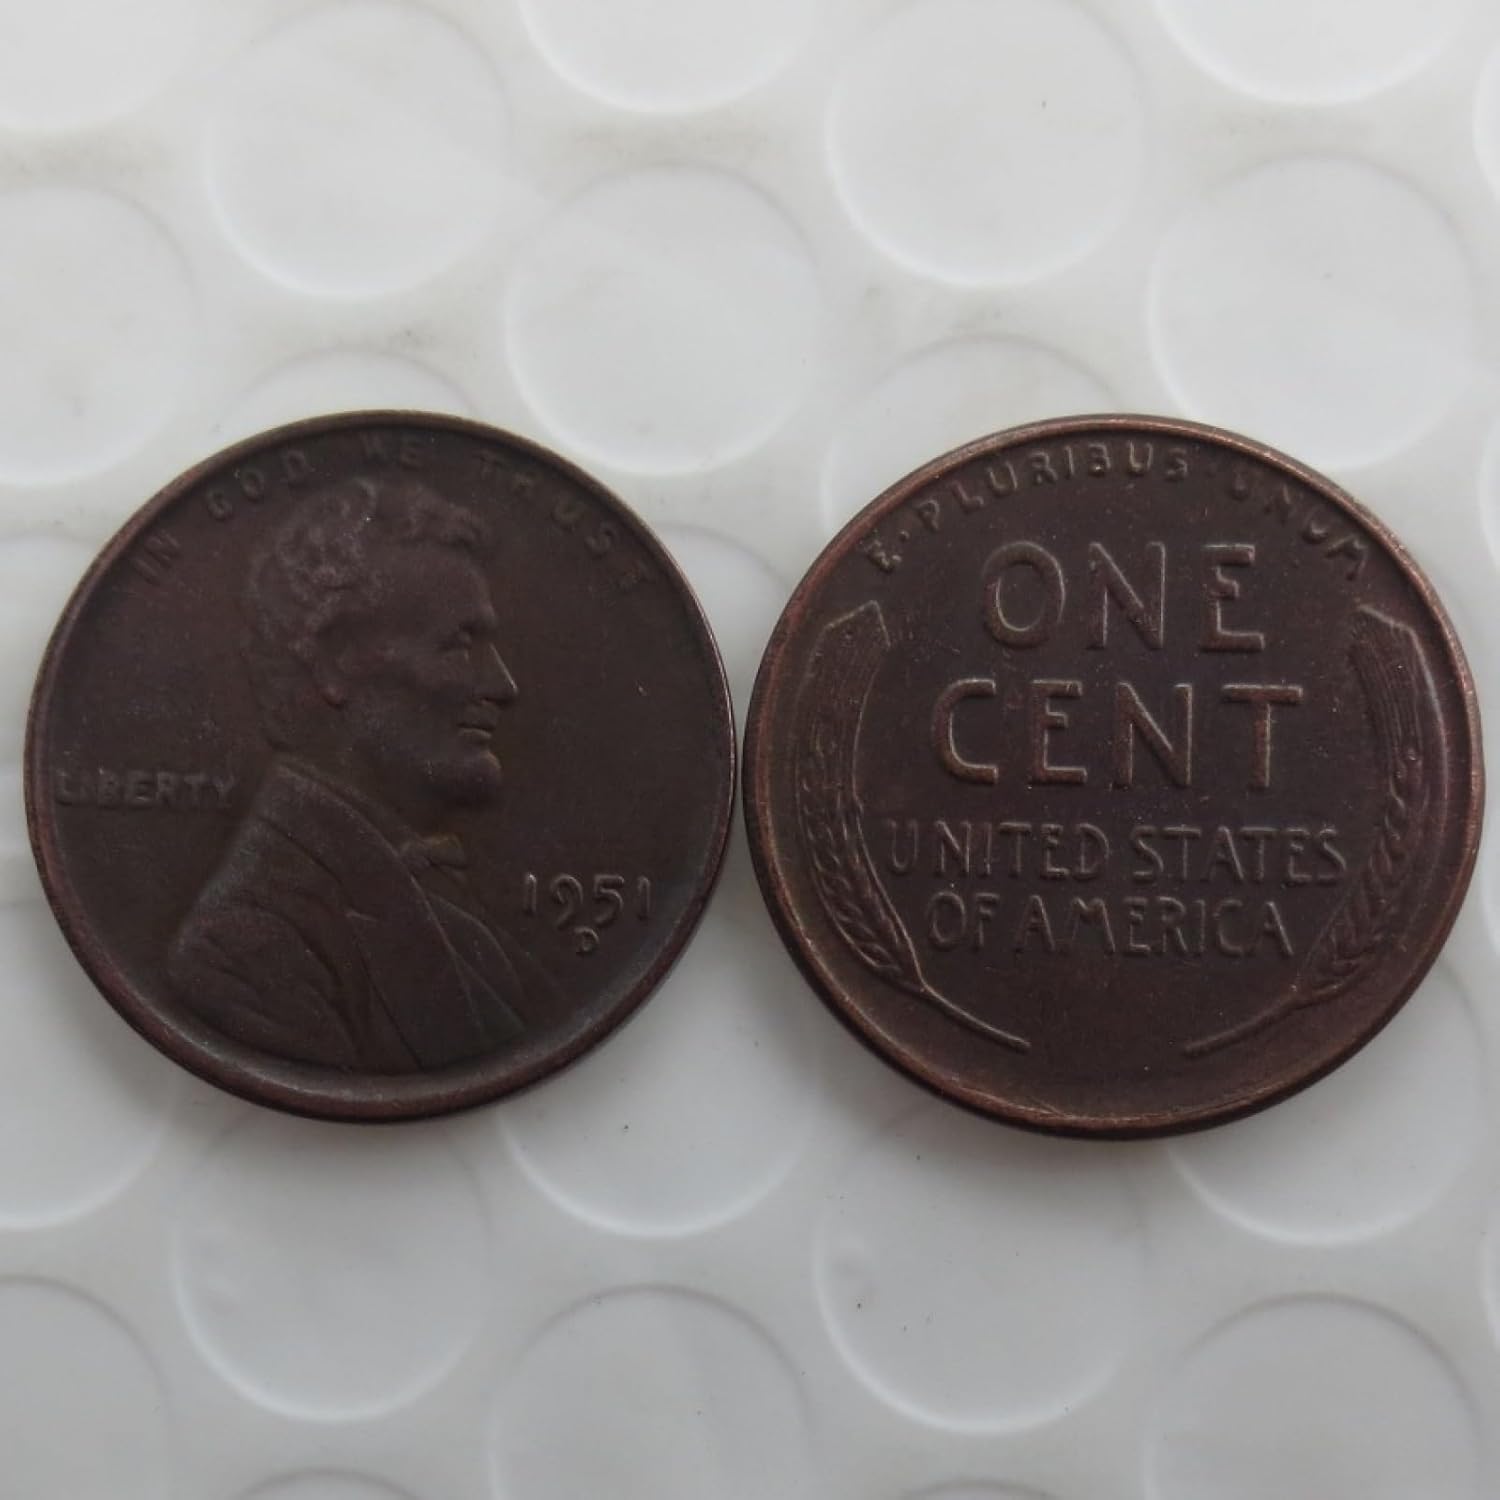 IN GOD WE TRUST
LIBERTY
1951
D
E·PLURIBUS·UNUM
ONE
CENT
UNITED STATES
OF AMERICA